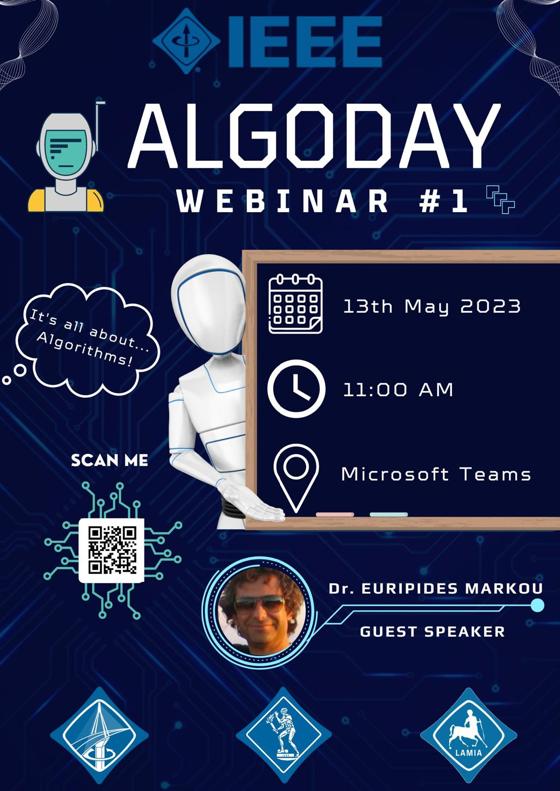 IEEE
ALGODAY
WEBINAR #1
13th May 2023
It's all about...
Algorithms!
11:00 AM
SCAN ME
Microsoft Teams
Dr. EURIPIDES MARKOU
GUEST SPEAKER
LAMIA